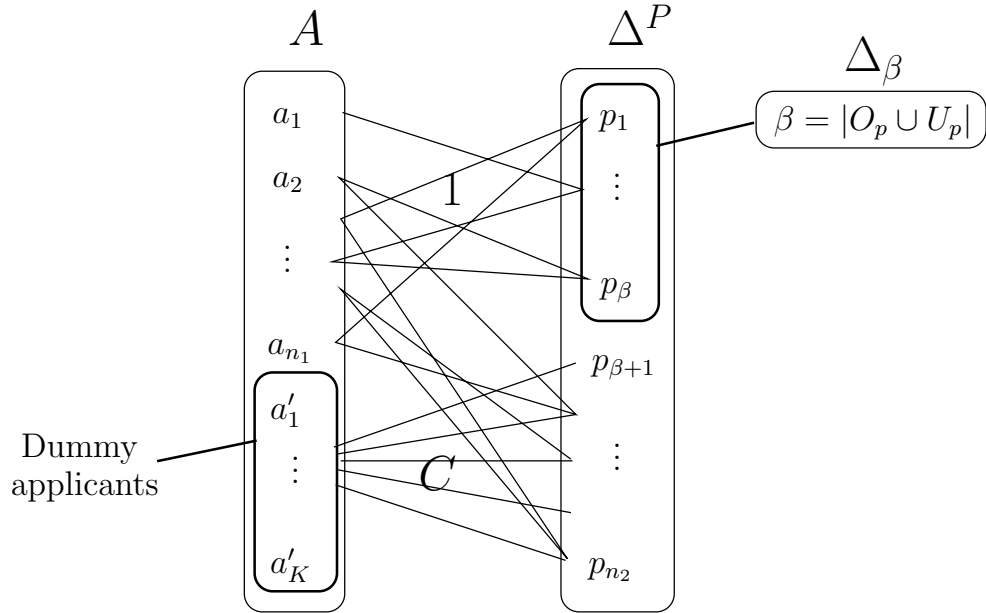 A
Δ^P
Δ_β
β = |O_p ∪ U_p|
a_1
a_2
⋮
a_{n_1}
a'_1
⋮
a'_K
Dummy
applicants
1
C
p_1
⋮
p_β
p_{β+1}
⋮
p_{n_2}